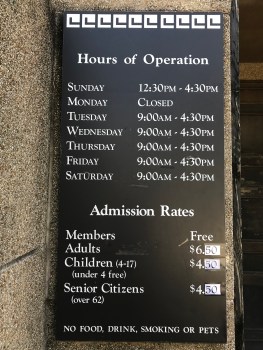 Hours of Operation
SUNDAY 12:30PM - 4:30PM
MONDAY CLOSED
TUESDAY 9:00AM - 4:30PM
WEDNESDAY 9:00AM - 4:30PM
THURSDAY 9:00AM - 4:30PM
FRIDAY 9:00AM - 4:30PM
SATURDAY 9:00AM - 4:30PM
Admission Rates
Members Free
Adults $6.50
Children (4-17) $4.50
(under 4 free)
Senior Citizens $4.50
(over 62)
NO FOOD, DRINK, SMOKING OR PETS